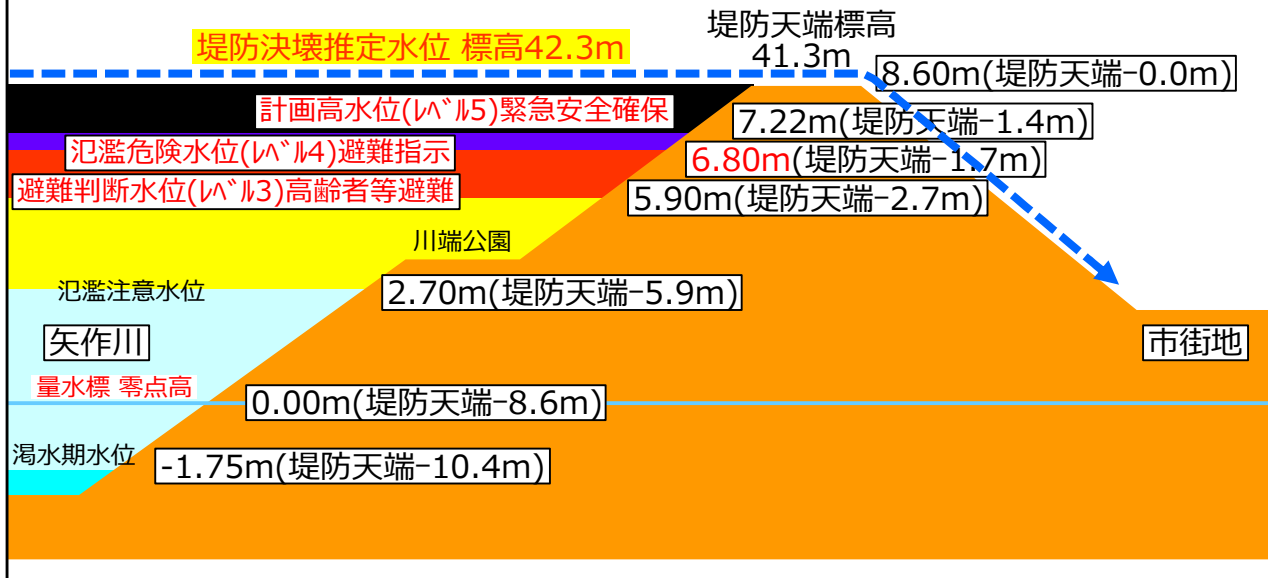 堤防天端標高
堤防決壊推定水位 標高42.3m
41.3m
8.60m(堤防天端-0.0m)
計画高水位(ﾚﾍﾞﾙ5)緊急安全確保
7.22m(堤防天端-1.4m)
氾濫危険水位(ﾚﾍﾞﾙ4)避難指示
6.80m(堤防天端-1.7m)
避難判断水位(ﾚﾍﾞﾙ3)高齢者等避難
5.90m(堤防天端-2.7m)
川端公園
氾濫注意水位
2.70m(堤防天端-5.9m)
矢作川
市街地
量水標 零点高
0.00m(堤防天端-8.6m)
渇水期水位
-1.75m(堤防天端-10.4m)